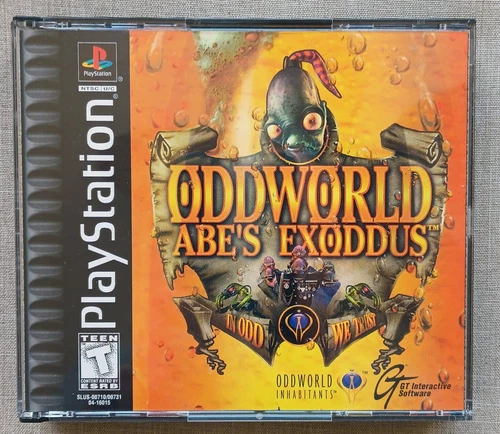 PlayStation
NTSC U/C
PlayStation
TEEN
T
CONTENT RATED BY
ESRB
SLUS-00710/00731
04-16015
ODDWORLD
ABE'S EXODDUS™
IN ODD
WE TRUST
ODDWORLD
INHABITANTS™
GT Interactive
Software